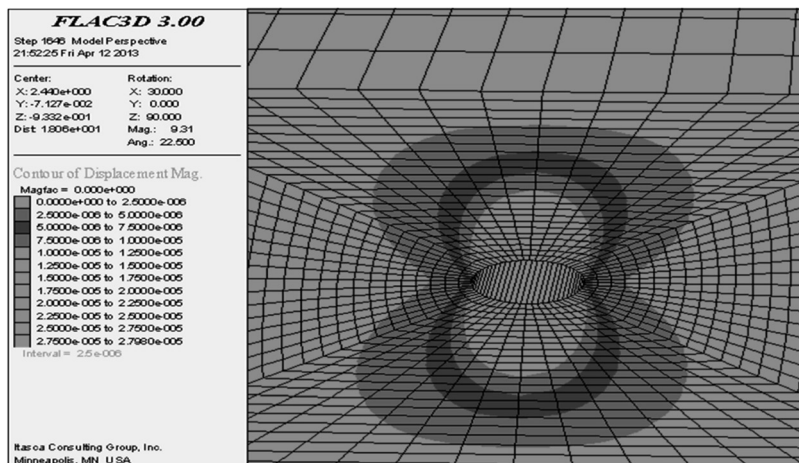 FLAC3D 3.00
Step 1646 Model Perspective
21:52:25 Fri Apr 12 2013
Center: Rotation:
X: 2.440e+000 X: 30.000
Y: -7.127e-002 Y: 0.000
Z: -9.332e-001 Z: 90.000
Dist: 1.806e+001 Mag.: 9.31
Ang.: 22.500
Contour of Displacement Mag.
Magfac = 0.000e+000
0.0000e+000 to 2.5000e-006
2.5000e-006 to 5.0000e-006
5.0000e-006 to 7.5000e-006
7.5000e-006 to 1.0000e-005
1.0000e-005 to 1.2500e-005
1.2500e-005 to 1.5000e-005
1.5000e-005 to 1.7500e-005
1.7500e-005 to 2.0000e-005
2.0000e-005 to 2.2500e-005
2.2500e-005 to 2.5000e-005
2.5000e-005 to 2.7500e-005
2.7500e-005 to 2.7980e-005
Interval = 2.5e-006
Itasca Consulting Group, Inc.
Minneapolis, MN USA